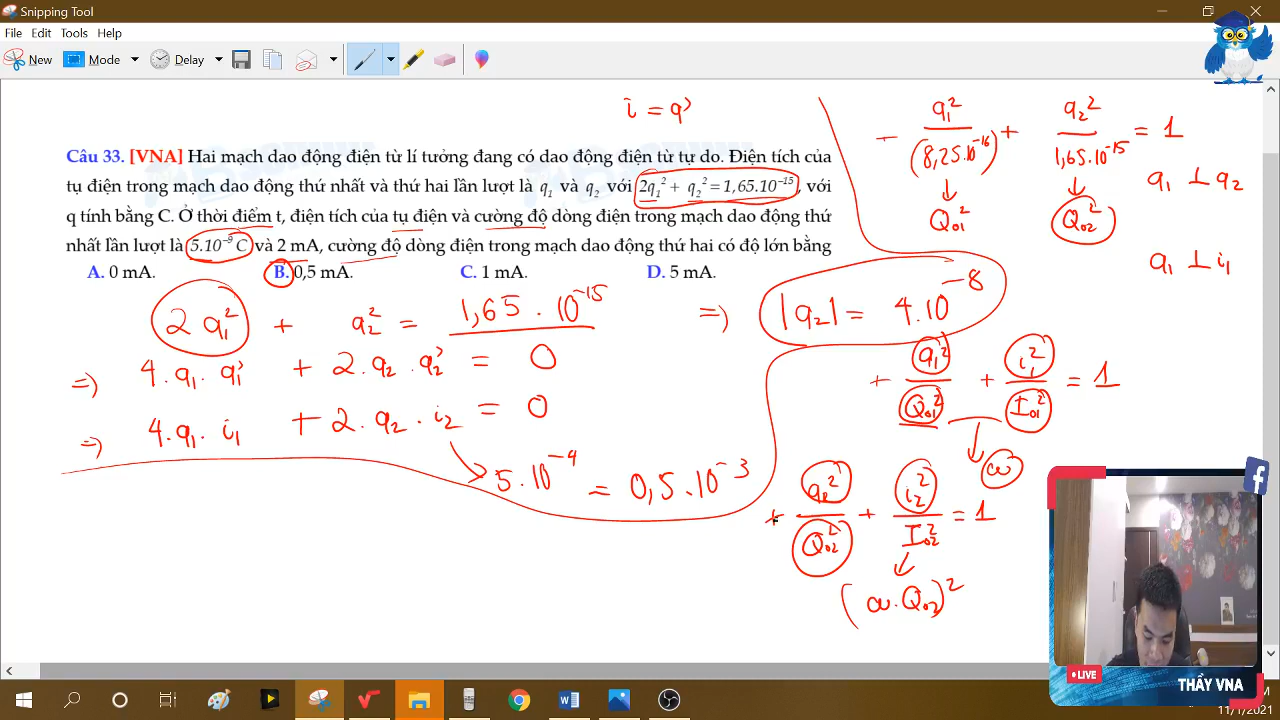 Snipping Tool
File Edit Tools Help
New Mode Delay
i = q'
Câu 33. [VNA] Hai mạch dao động điện từ lí tưởng đang có dao động điện từ tự do. Điện tích của
tụ điện trong mạch dao động thứ nhất và thứ hai lần lượt là q₁ và q₂ với 2q₁² + q₂² = 1,65.10⁻¹⁵, với
q tính bằng C. Ở thời điểm t, điện tích của tụ điện và cường độ dòng điện trong mạch dao động thứ
nhất lần lượt là 5.10⁻⁹ C và 2 mA, cường độ dòng điện trong mạch dao động thứ hai có độ lớn bằng
A. 0 mA. B. 0,5 mA. C. 1 mA. D. 5 mA.
2 q₁² + q₂² = 1,65 . 10⁻¹⁵
=) 4. q₁ . q₁' + 2. q₂ . q₂' = 0
=) 4. q₁ . i₁ + 2. q₂ . i₂ = 0
5 . 10⁻⁴ = 0,5 . 10⁻³
=) |q₂| = 4.10⁻⁸
+ q₁² / (8,25.10⁻¹⁶) + q₂² / 1,65.10⁻¹⁵ = 1
Q₀₁² Q₀₂²
q₁ ⊥ q₂
q₁ ⊥ i₁
+ q₁² / Q₀₁² + i₁² / I₀₁² = 1
ω
+ q₂² / Q₀₂² + i₂² / I₀₂² = 1
(ω . Q₀₂)²
LIVE
THẦY VNA
11/1/2021